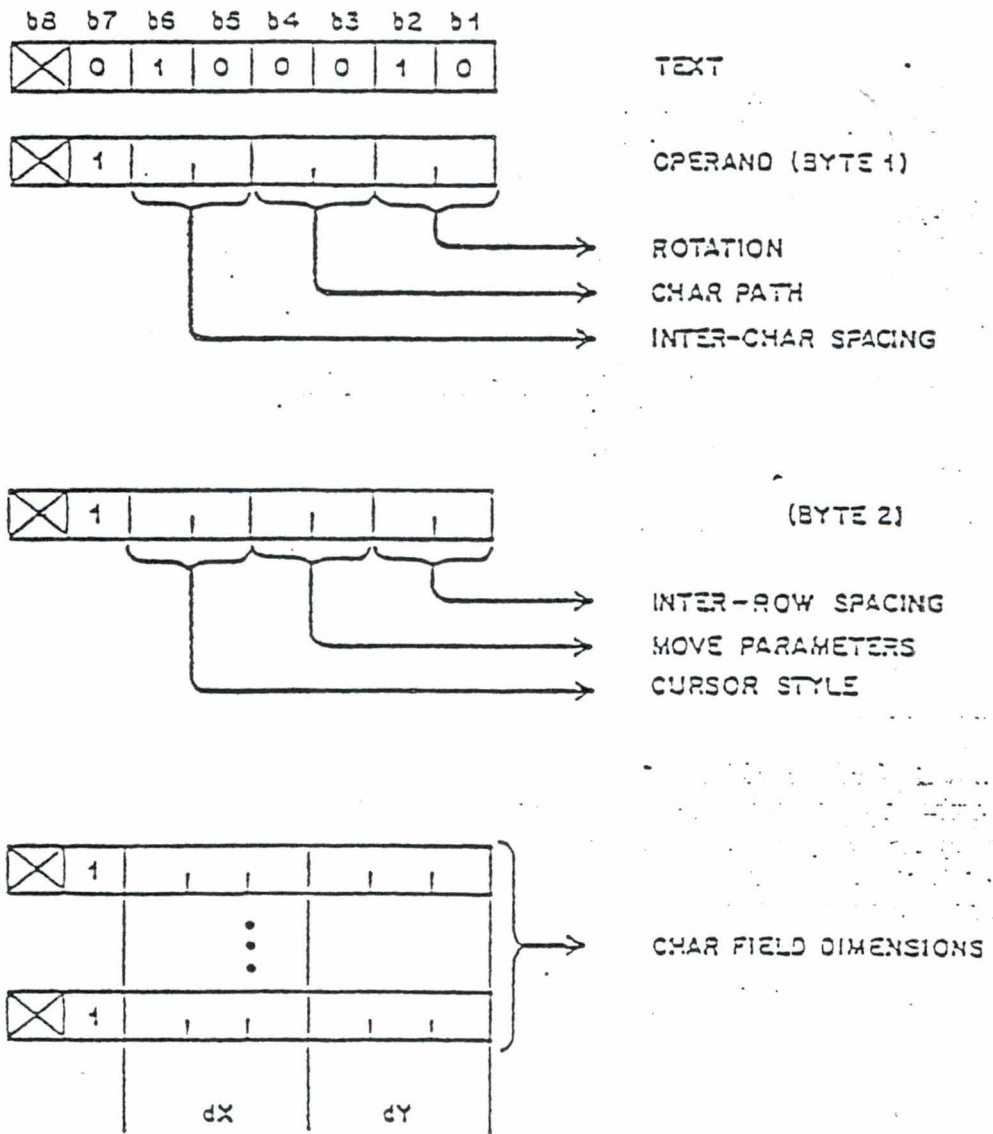 b8 b7 b6 b5 b4 b3 b2 b1
0 1 0 0 0 1 0 TEXT
1 OPERAND (BYTE 1)
ROTATION
CHAR PATH
INTER-CHAR SPACING
1 (BYTE 2)
INTER-ROW SPACING
MOVE PARAMETERS
CURSOR STYLE
1
CHAR FIELD DIMENSIONS
1
dX dY